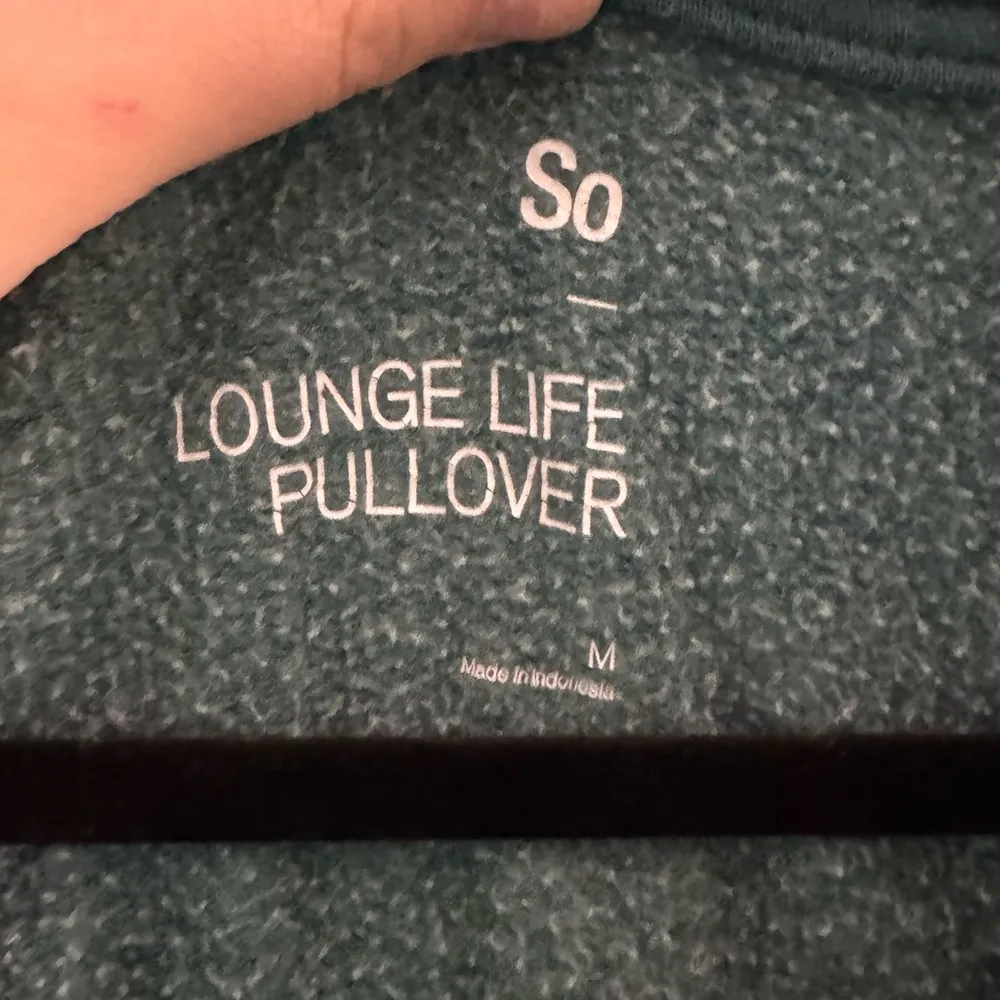 So
LOUNGE LIFE
PULLOVER
M
Made in Indonesia